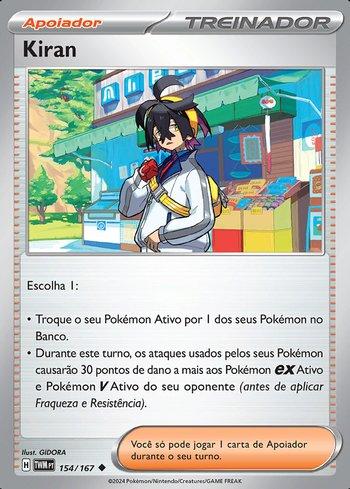 Apoiador
TREINADOR
Kiran
Escolha 1:
• Troque o seu Pokémon Ativo por 1 dos seus Pokémon no
Banco.
• Durante este turno, os ataques usados pelos seus Pokémon
causarão 30 pontos de dano a mais aos Pokémon ex Ativo
e Pokémon V Ativo do seu oponente (antes de aplicar
Fraqueza e Resistência).
Ilust. GIDORA
H TWM PT 154/167 ◆
Você só pode jogar 1 carta de Apoiador
durante o seu turno.
©2024 Pokémon/Nintendo/Creatures/GAME FREAK